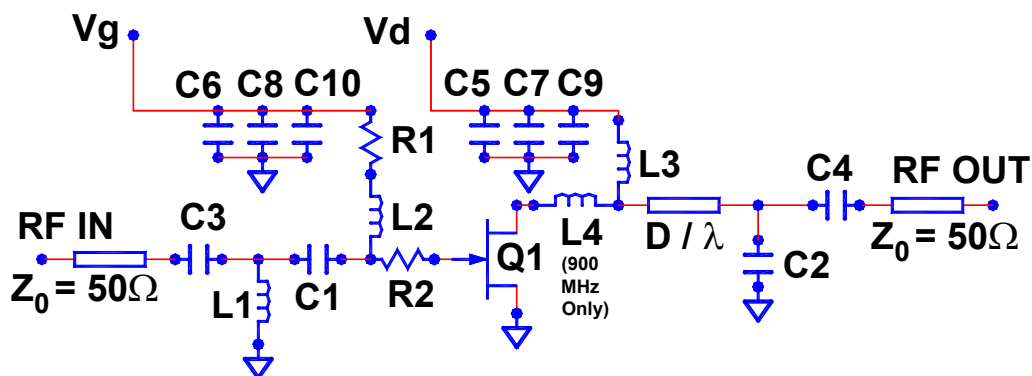 Vg
Vd
C6 C8 C10
C5 C7 C9
R1
L3
C4
RF OUT
RF IN
C3
L2
L4
(900
MHz
Only)
D / λ
Z₀ = 50Ω
Q1
C2
Z₀ = 50Ω
L1
C1
R2